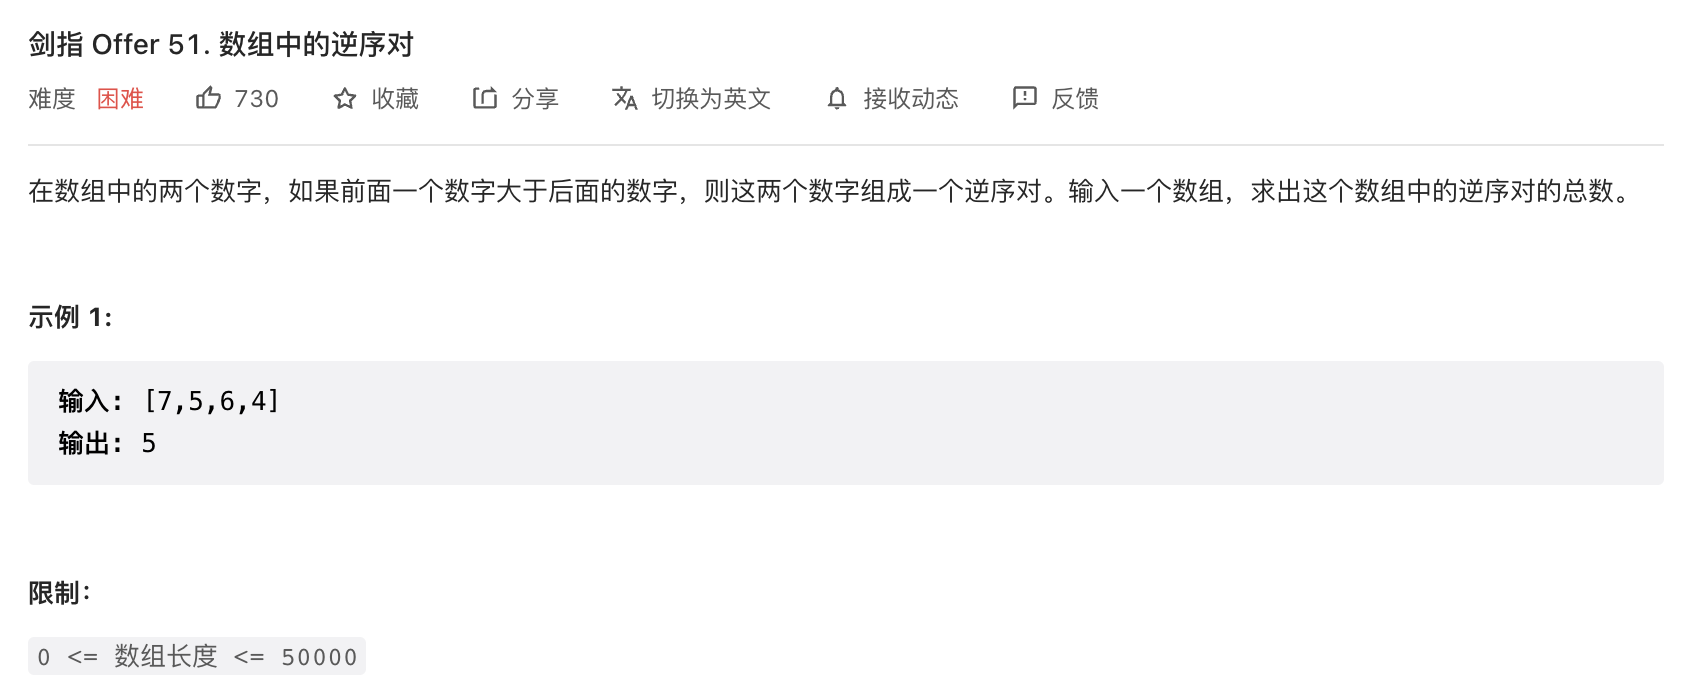 剑指 Offer 51. 数组中的逆序对
难度 困难 730 收藏 分享 切换为英文 接收动态 反馈
在数组中的两个数字，如果前面一个数字大于后面的数字，则这两个数字组成一个逆序对。输入一个数组，求出这个数组中的逆序对的总数。
示例 1:
输入: [7,5,6,4]
输出: 5
限制：
0 <= 数组长度 <= 50000